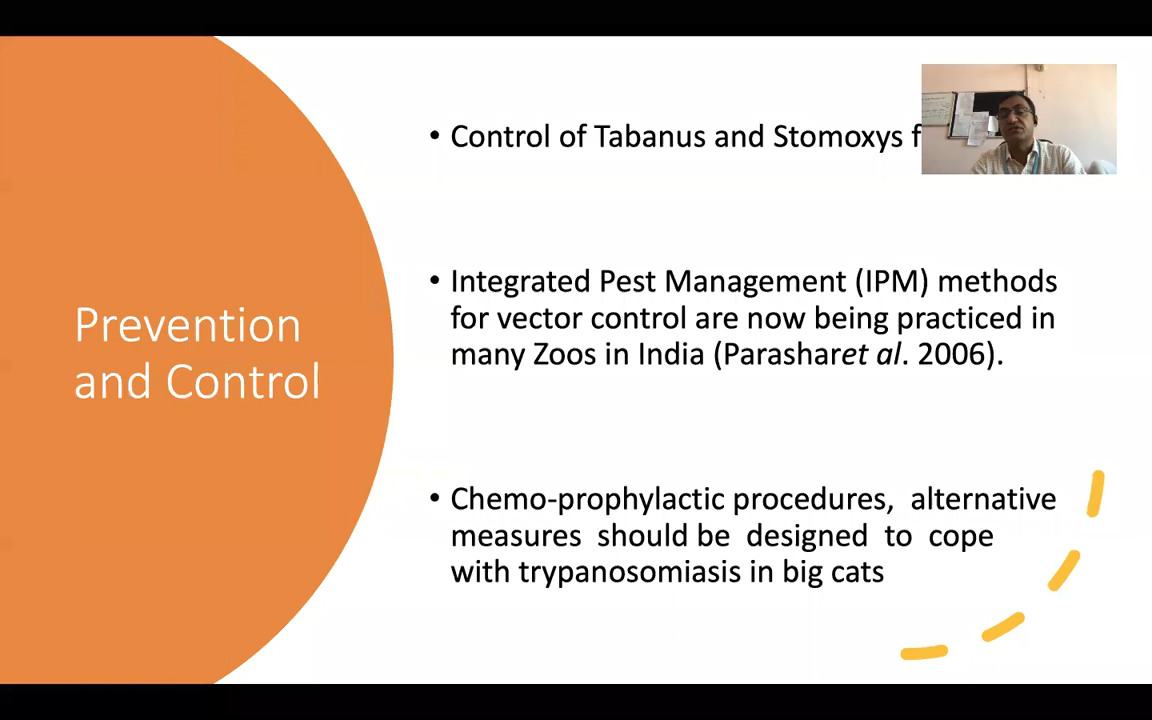 Prevention
and Control
• Control of Tabanus and Stomoxys f
• Integrated Pest Management (IPM) methods
for vector control are now being practiced in
many Zoos in India (Parasharet al. 2006).
• Chemo-prophylactic procedures, alternative
measures should be designed to cope
with trypanosomiasis in big cats